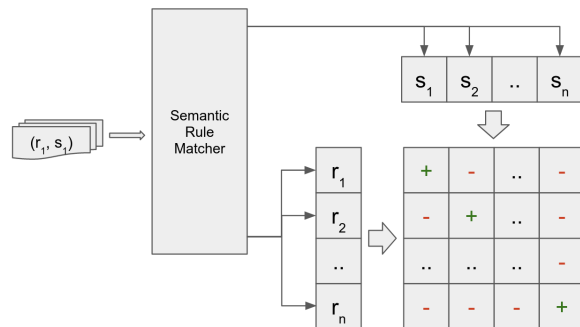 s₁ s₂ .. sₙ
(r₁, s₁)
Semantic
Rule
Matcher
r₁
r₂
..
rₙ
+ - .. -
- + .. -
.. .. .. -
- - - +